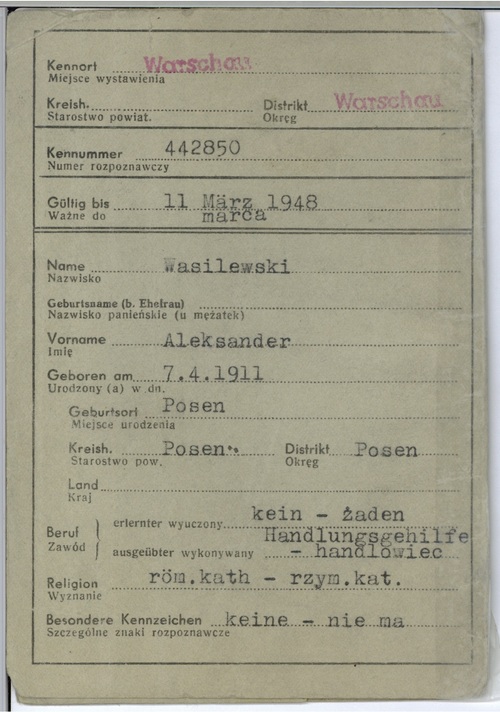 Kennort Warschau
Miejsce wystawienia
Kreish. Distrikt Warschau
Starostwo powiat. Okręg
Kennummer 442850
Numer rozpoznawczy
Gültig bis 11 März 1948
Ważne do marca
Name Wasilewski
Nazwisko
Geburtsname (b. Ehefrau)
Nazwisko panieńskie (u mężatek)
Vorname Aleksander
Imię
Geboren am 7.4.1911
Urodzony (a) w dn.
Geburtsort Posen
Miejsce urodzenia
Kreish. Posen Distrikt Posen
Starostwo pow. Okręg
Land
Kraj
Beruf erlernter wyuczony kein - żaden
Zawód ausgeübter wykonywany Handlungsgehilfe
- handlowiec
Religion röm.kath - rzym.kat.
Wyznanie
Besondere Kennzeichen keine - nie ma
Szczególne znaki rozpoznawcze